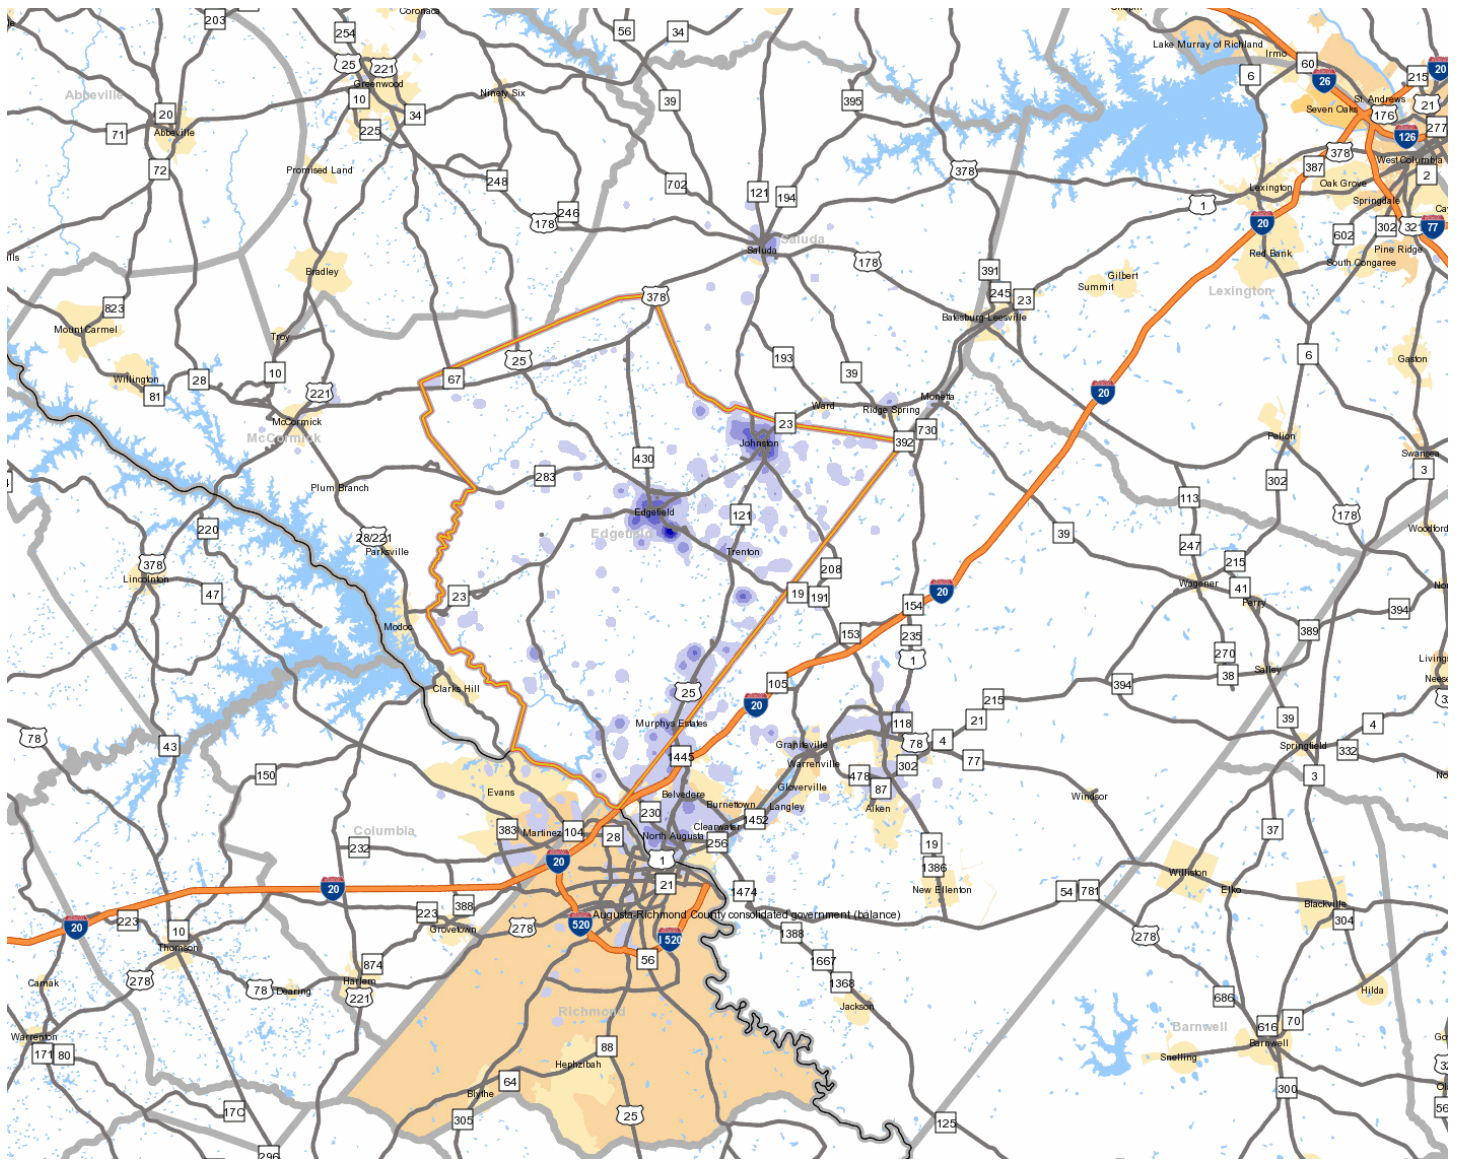 Coronaca
203
254
56
34
Lake Murray of Richland
Irmo
60
6
26
215
20
25
221
Greenwood
Ninety Six
39
395
Abbeville
20
10
34
225
71
Abbeville
Seven Oaks
St. Andrews
176
21
277
126
72
Promised Land
248
702
121
194
378
378
387
West Columbia
2
Lexington
Oak Grove
Springdale
1
246
178
Saluda
Saluda
20
602
302
321
77
Red Bank
Pine Ridge
South Congaree
178
391
Gilbert
Summit
Lexington
Bradley
245
23
378
823
Mount Carmel
Batesburg-Leesville
Troy
25
193
39
6
Gaston
Willington
81
28
10
221
67
20
McCormick
McCormick
Ward
Ridge Spring
Monetta
23
Johnston
392
730
Pelion
Swansea
3
430
283
302
Plum Branch
113
220
Edgefield
121
178
Woodford
Edgefield
28/221
Parksville
39
247
378
Lincolnton
Trenton
208
215
47
23
19
191
20
154
Wagener
41
Perry
394
Modoc
153
235
389
1
270
38
Salley
Clarks Hill
25
105
20
394
215
Murphys Estates
118
21
39
4
78
43
1445
Graniteville
78
4
Springfield
332
Warrenville
302
77
3
150
478
87
Evans
Belvedere
Gloverville
Burnettown
Langley
Aiken
Windsor
Columbia
383
Martinez
104
28
230
North Augusta
Clearwater
1452
256
37
232
20
1
19
1386
20
21
1474
New Ellenton
54
781
Williston
Elko
Blackville
223
388
223
10
Grovetown
278
520
Augusta-Richmond County consolidated government (balance)
I 520
1388
304
20
Thomson
278
874
56
1667
Camak
278
78
Dearing
Harlem
221
1368
Jackson
686
Hilda
Richmond
Barnwell
616
70
Warrenton
171
80
88
Barnwell
Snelling
Hephzibah
64
Blythe
300
305
25
125
296